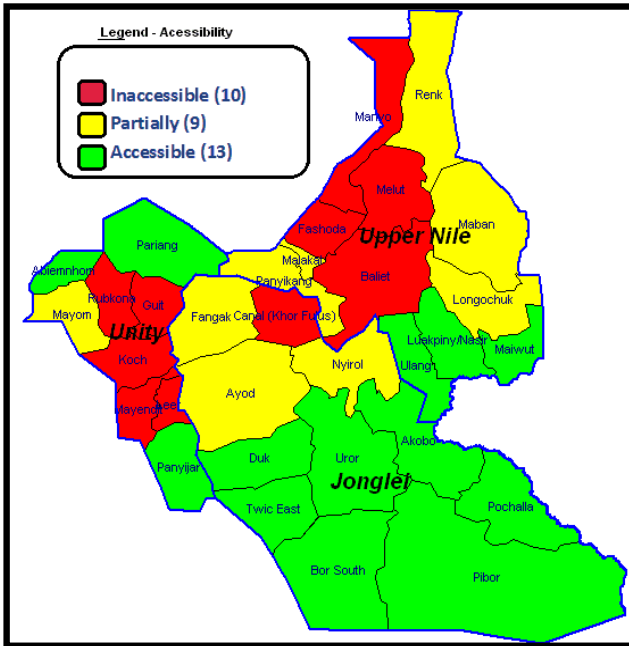 Legend - Acessibility
Inaccessible (10)
Partially (9)
Accessible (13)
Renk
Manyo
Melut
Maban
Fashoda
Upper Nile
Pariang
Malakal
Abiemnhom
Panyikang
Baliet
Rubkona
Guit
Longochuk
Mayom
Fangak
Canal (Khor Fulus)
Unity
Luakpiny/Nasir
Maiwut
Koch
Nyirol
Ulang
Ayod
Mayendit
Leer
Akobo
Duk
Uror
Panyijar
Jonglei
Twic East
Pochalla
Bor South
Pibor